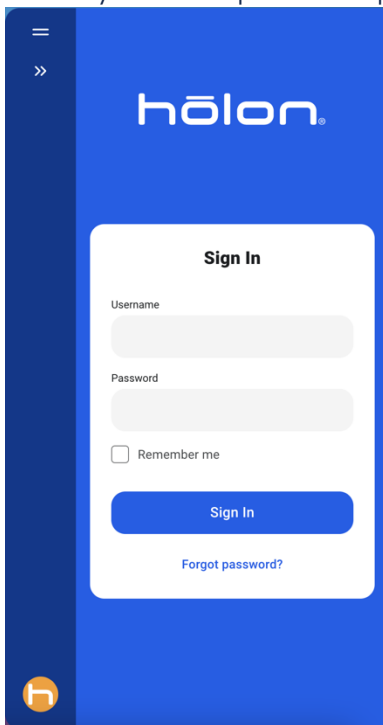 hōlon®
Sign In
Username
Password
Remember me
Sign In
Forgot password?
h